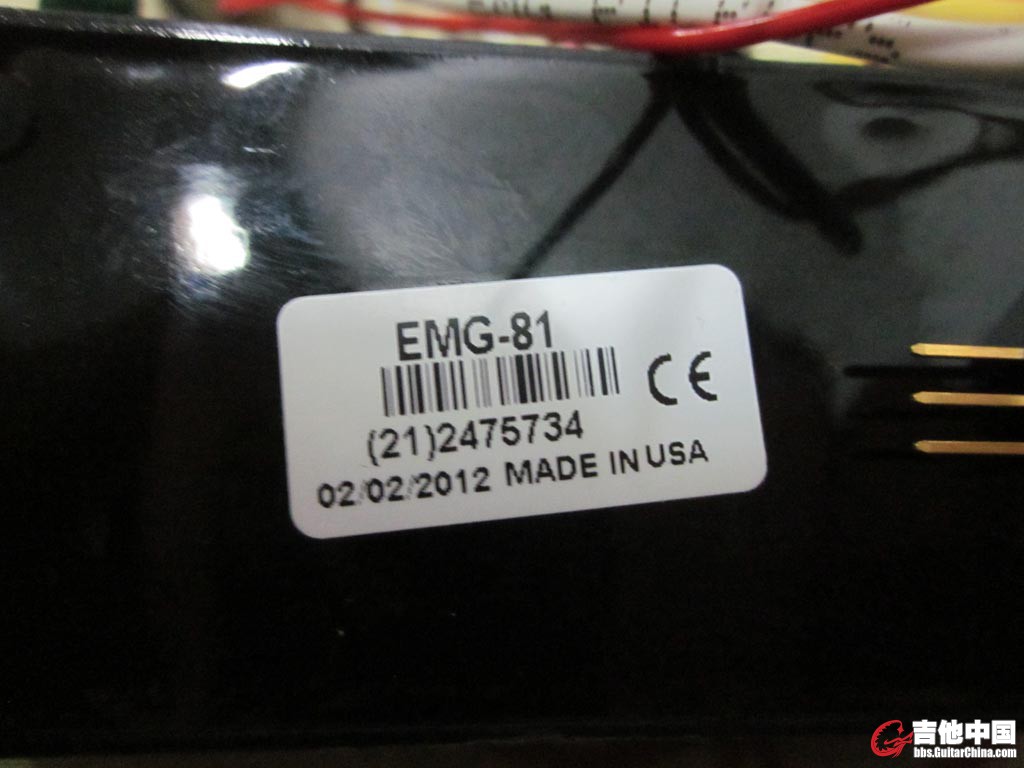 EMG-81
CE
(21)2475734
02/02/2012 MADE IN USA
吉他中国
bbs.GuitarChina.com